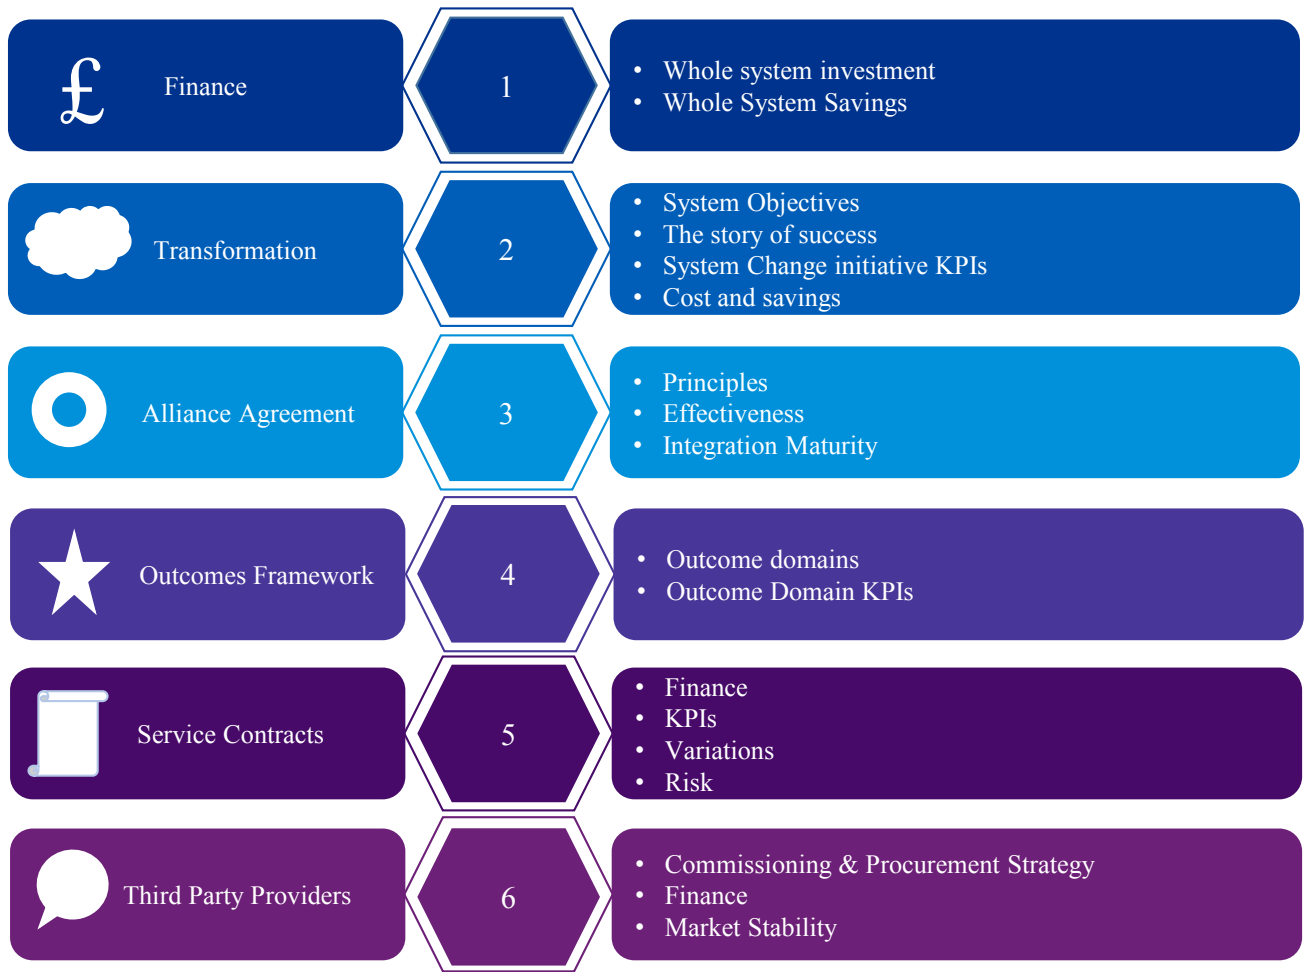 £
Finance
1
• Whole system investment
• Whole System Savings
Transformation
2
• System Objectives
• The story of success
• System Change initiative KPIs
• Cost and savings
Alliance Agreement
3
• Principles
• Effectiveness
• Integration Maturity
Outcomes Framework
4
• Outcome domains
• Outcome Domain KPIs
Service Contracts
5
• Finance
• KPIs
• Variations
• Risk
Third Party Providers
6
• Commissioning & Procurement Strategy
• Finance
• Market Stability